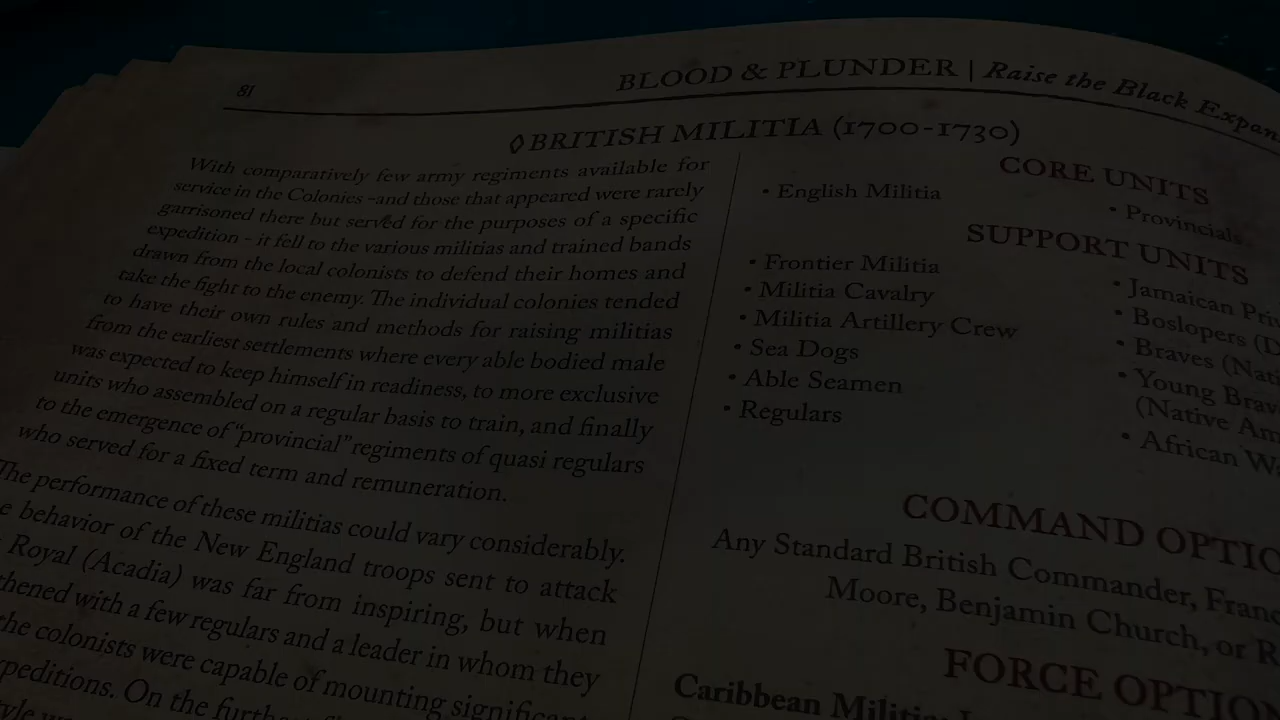 81
BLOOD & PLUNDER | Raise the Black
◊BRITISH MILITIA (1700-1730)
With comparatively few army regiments available for
service in the Colonies -and those that appeared were rarely
garrisoned there but served for the purposes of a specific
expedition - it fell to the various militias and trained bands
drawn from the local colonists to defend their homes and
take the fight to the enemy. The individual colonies tended
to have their own rules and methods for raising militias
from the earliest settlements where every able bodied male
was expected to keep himself in readiness, to more exclusive
units who assembled on a regular basis to train, and finally
to the emergence of "provincial" regiments of quasi regulars
who served for a fixed term and remuneration.
The performance of these militias could vary considerably.
behavior of the New England troops sent to attack
Royal (Acadia) was far from inspiring, but when
with a few regulars and a leader in whom they
the colonists were capable of mounting
On the
CORE UNITS
• English Militia
• Provincials
SUPPORT UNITS
• Frontier Militia
• Militia Cavalry
• Militia Artillery Crew
• Sea Dogs
• Able Seamen
• Regulars
• Jamaican
• Boslopers
• Braves
• Young
(Native
• African
COMMAND
Any Standard British Commander,
Moore, Benjamin Church, or
FORCE
Caribbean Militia: